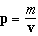 p = m/v